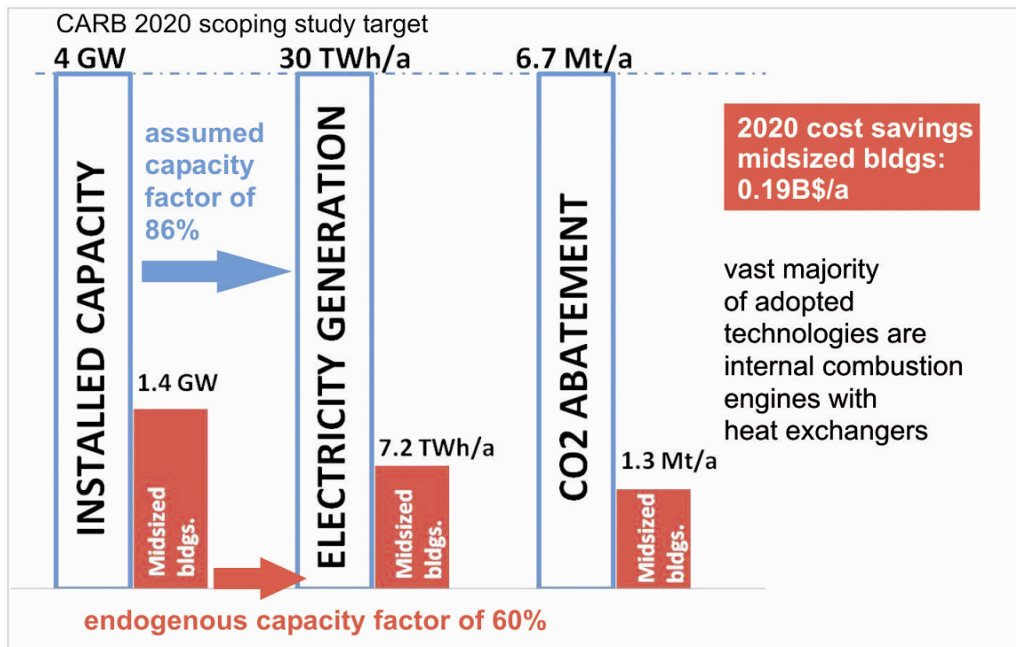 CARB 2020 scoping study target
4 GW
30 TWh/a
6.7 Mt/a
assumed
capacity
factor of
86%
INSTALLED CAPACITY
ELECTRICITY GENERATION
CO2 ABATEMENT
1.4 GW
7.2 TWh/a
1.3 Mt/a
Midsized
bldgs.
Midsized
bldgs.
Midsized
bldgs.
endogenous capacity factor of 60%
2020 cost savings
midsized bldgs:
0.19B$/a
vast majority
of adopted
technologies are
internal combustion
engines with
heat exchangers